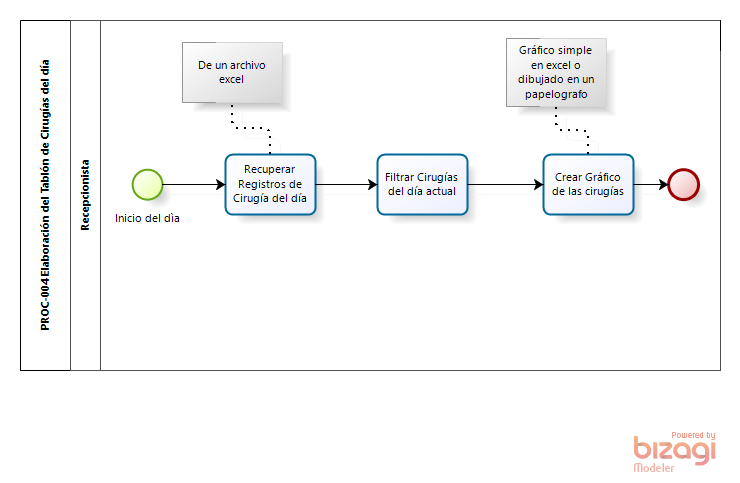 PROC-004 Elaboración del Tablón de Cirugías del día
Recepcionista
De un archivo
excel
Gráfico simple
en excel o
dibujado en un
papelografo
Recuperar
Registros de
Cirugía del día
Filtrar Cirugías
del día actual
Crear Gráfico
de las cirugías
Inicio del dìa
Powered by
bizagi
Modeler